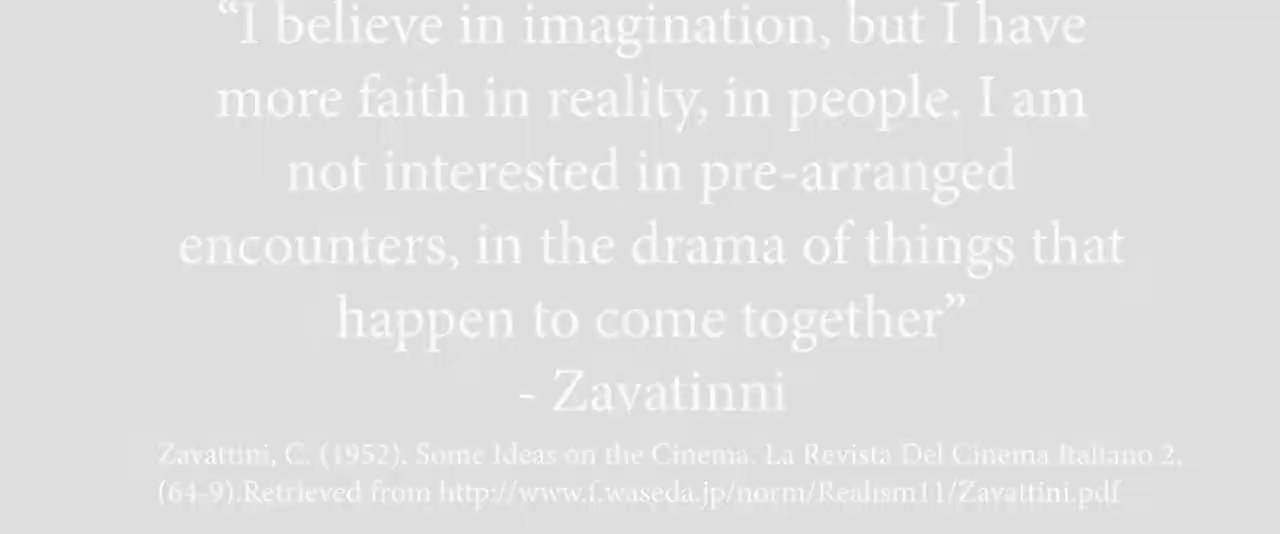 “I believe in imagination, but I have
more faith in reality, in people. I am
not interested in pre-arranged
encounters, in the drama of things that
happen to come together”
- Zavatinni
Zavattini, C. (1952). Some Ideas on the Cinema. La Revista Del Cinema Italiano 2,
(64-9).Retrieved from http://www.f.waseda.jp/norm/Realism11/Zavattini.pdf